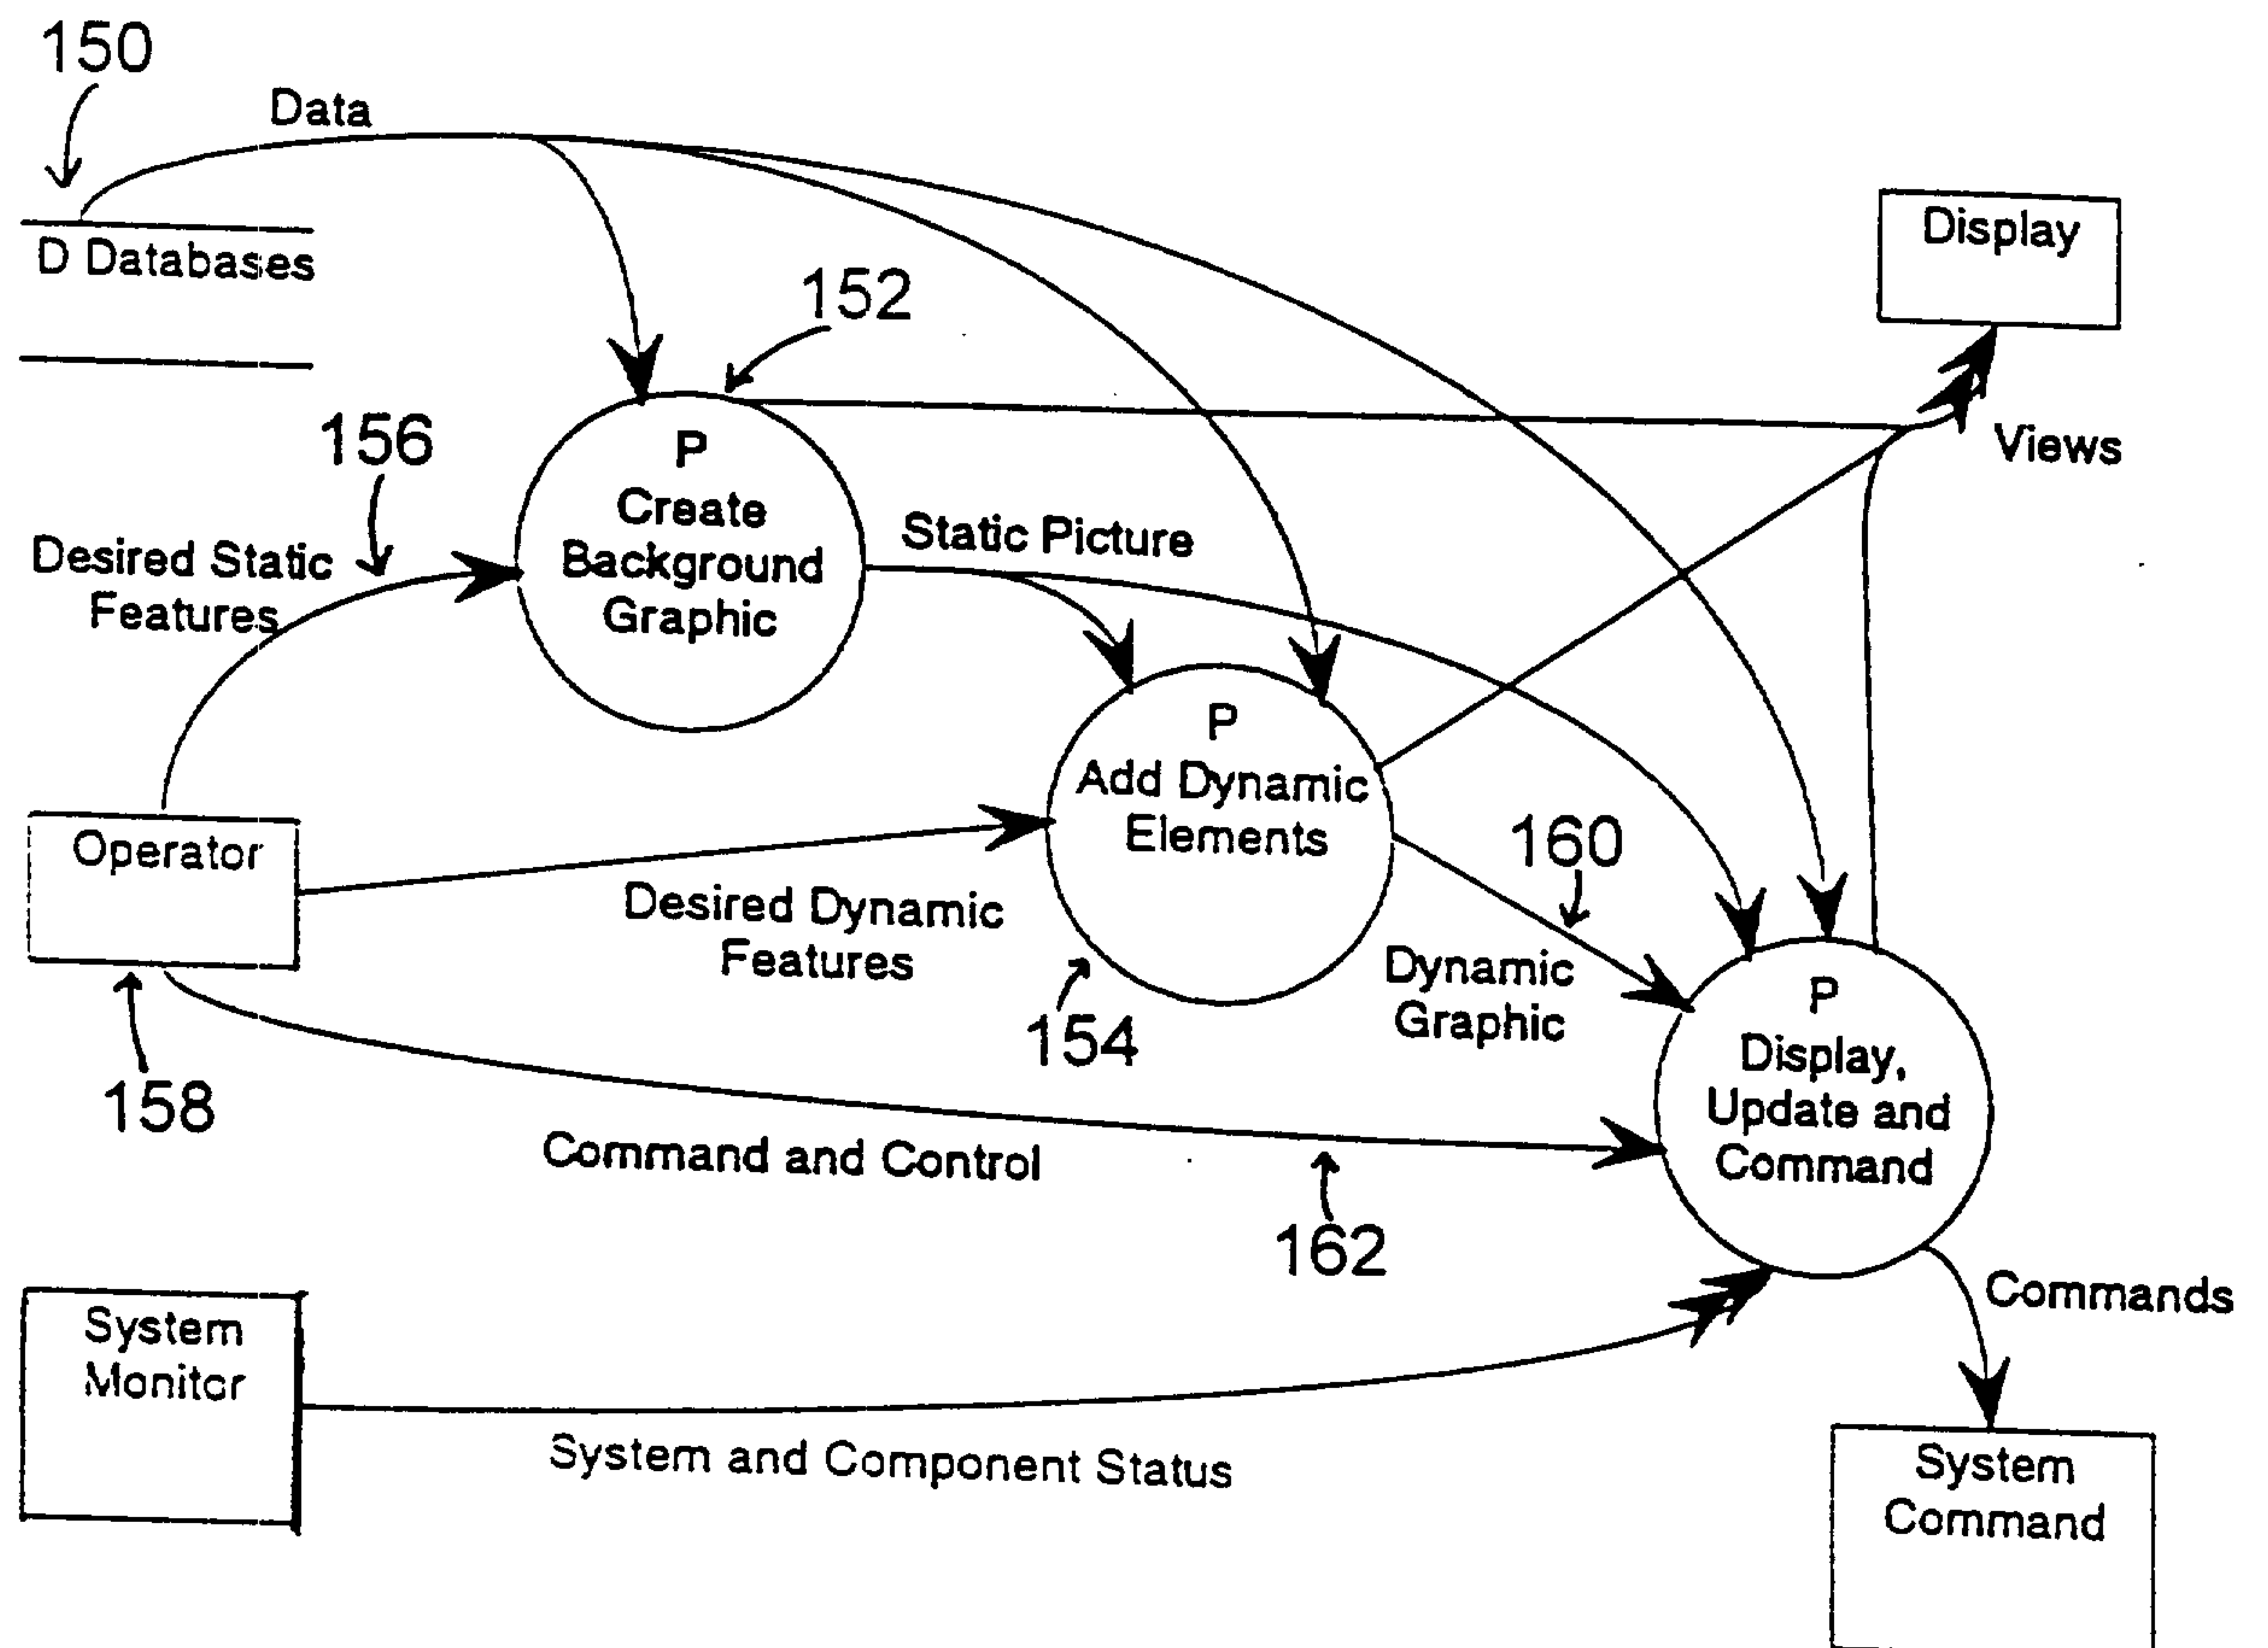 150
Data
D Databases
Display
152
Views
156
P
Create
Background
Graphic
Static Picture
Desired Static
Features
P
Add Dynamic
Elements
Operator
160
Desired Dynamic
Features
Dynamic
Graphic
154
158
P
Display,
Update and
Command
Command and Control
162
Commands
System
Monitor
System and Component Status
System
Command